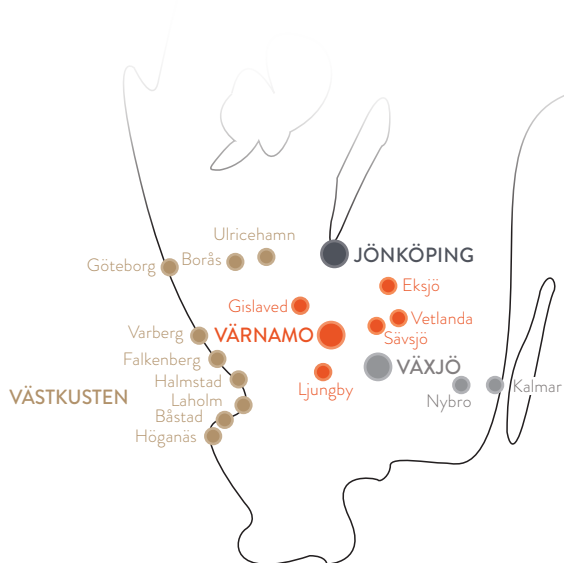 Ulricehamn
Göteborg
Borås
JÖNKÖPING
Eksjö
Gislaved
Vetlanda
Varberg
VÄRNAMO
Sävsjö
Falkenberg
VÄXJÖ
Halmstad
Ljungby
Kalmar
VÄSTKUSTEN
Laholm
Nybro
Båstad
Höganäs